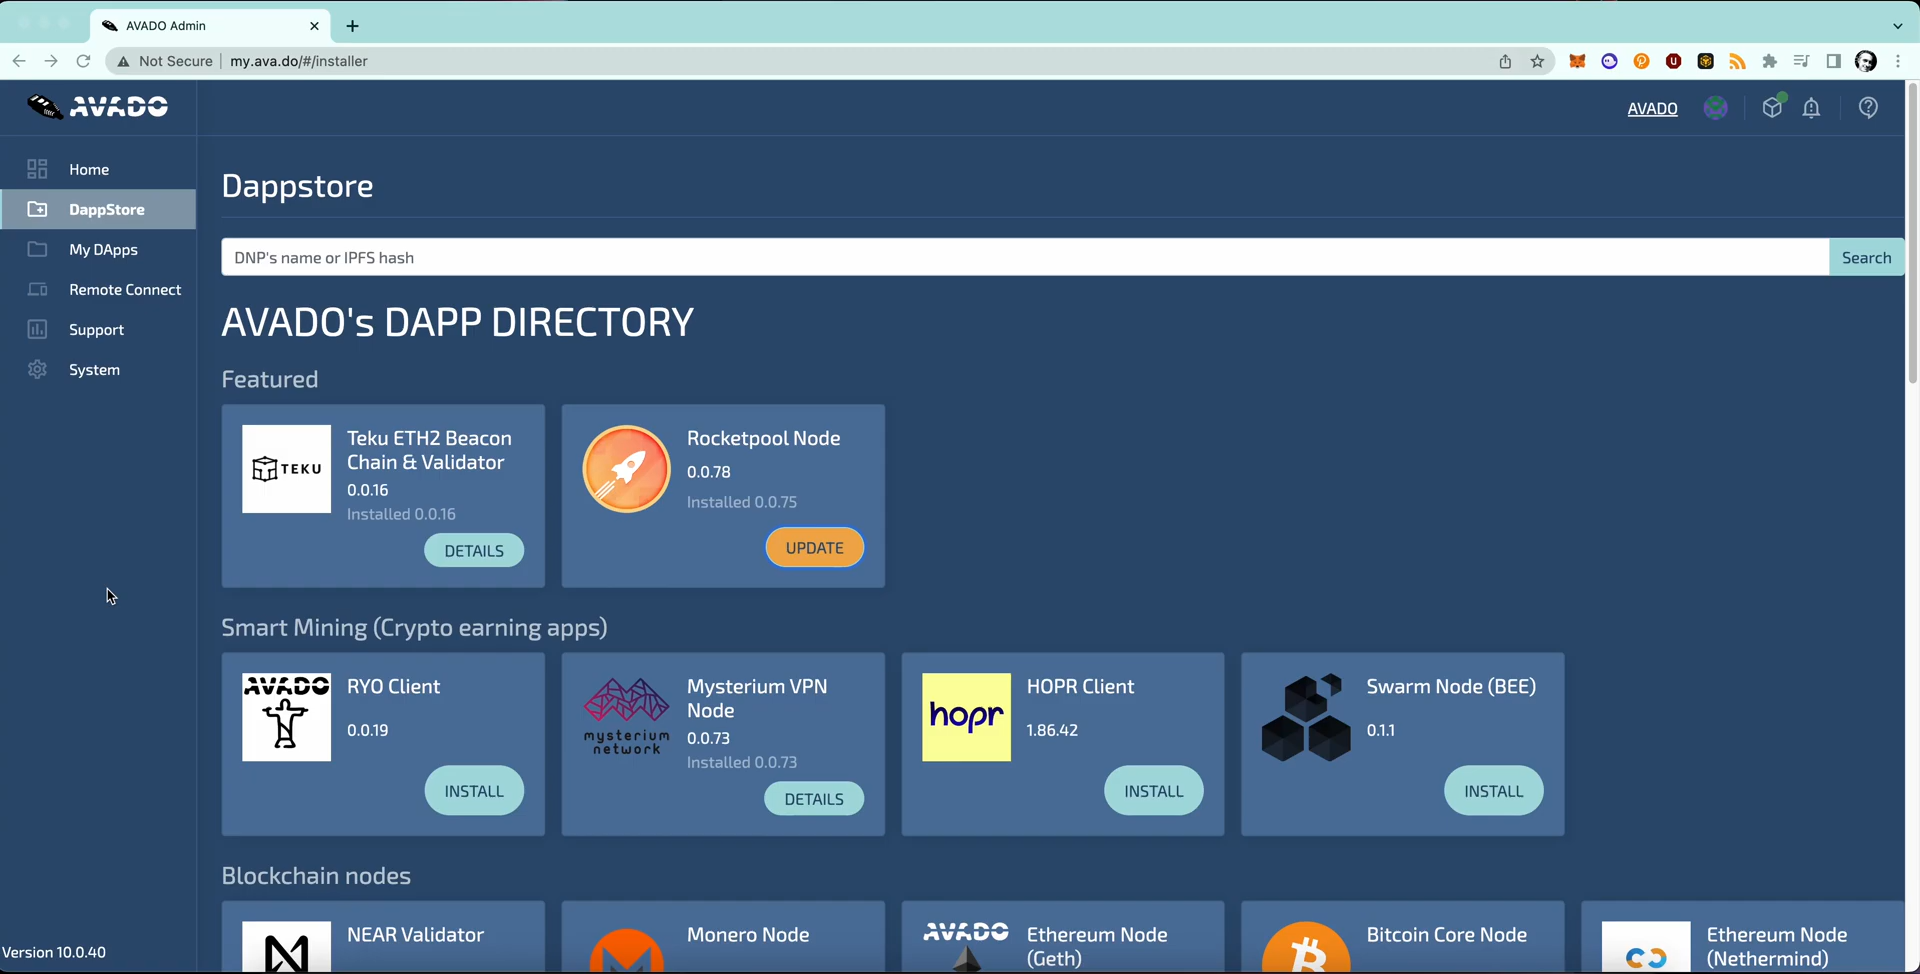 AVADO Admin
Not Secure
my.ava.do/#/installer
AVADO
AVADO
Home
DappStore
My DApps
Remote Connect
Support
System
Dappstore
DNP's name or IPFS hash
Search
AVADO's DAPP DIRECTORY
Featured
TEKU
Teku ETH2 Beacon
Chain & Validator
0.0.16
Installed 0.0.16
DETAILS
Rocketpool Node
0.0.78
Installed 0.0.75
UPDATE
Smart Mining (Crypto earning apps)
AVADO
RYO Client
0.0.19
INSTALL
mysterium
network
Mysterium VPN
Node
0.0.73
Installed 0.0.73
DETAILS
hopr
HOPR Client
1.86.42
INSTALL
Swarm Node (BEE)
0.1.1
INSTALL
Blockchain nodes
NEAR Validator
Monero Node
AVADO
Ethereum Node
(Geth)
Bitcoin Core Node
Ethereum Node
(Nethermind)
Version 10.0.40